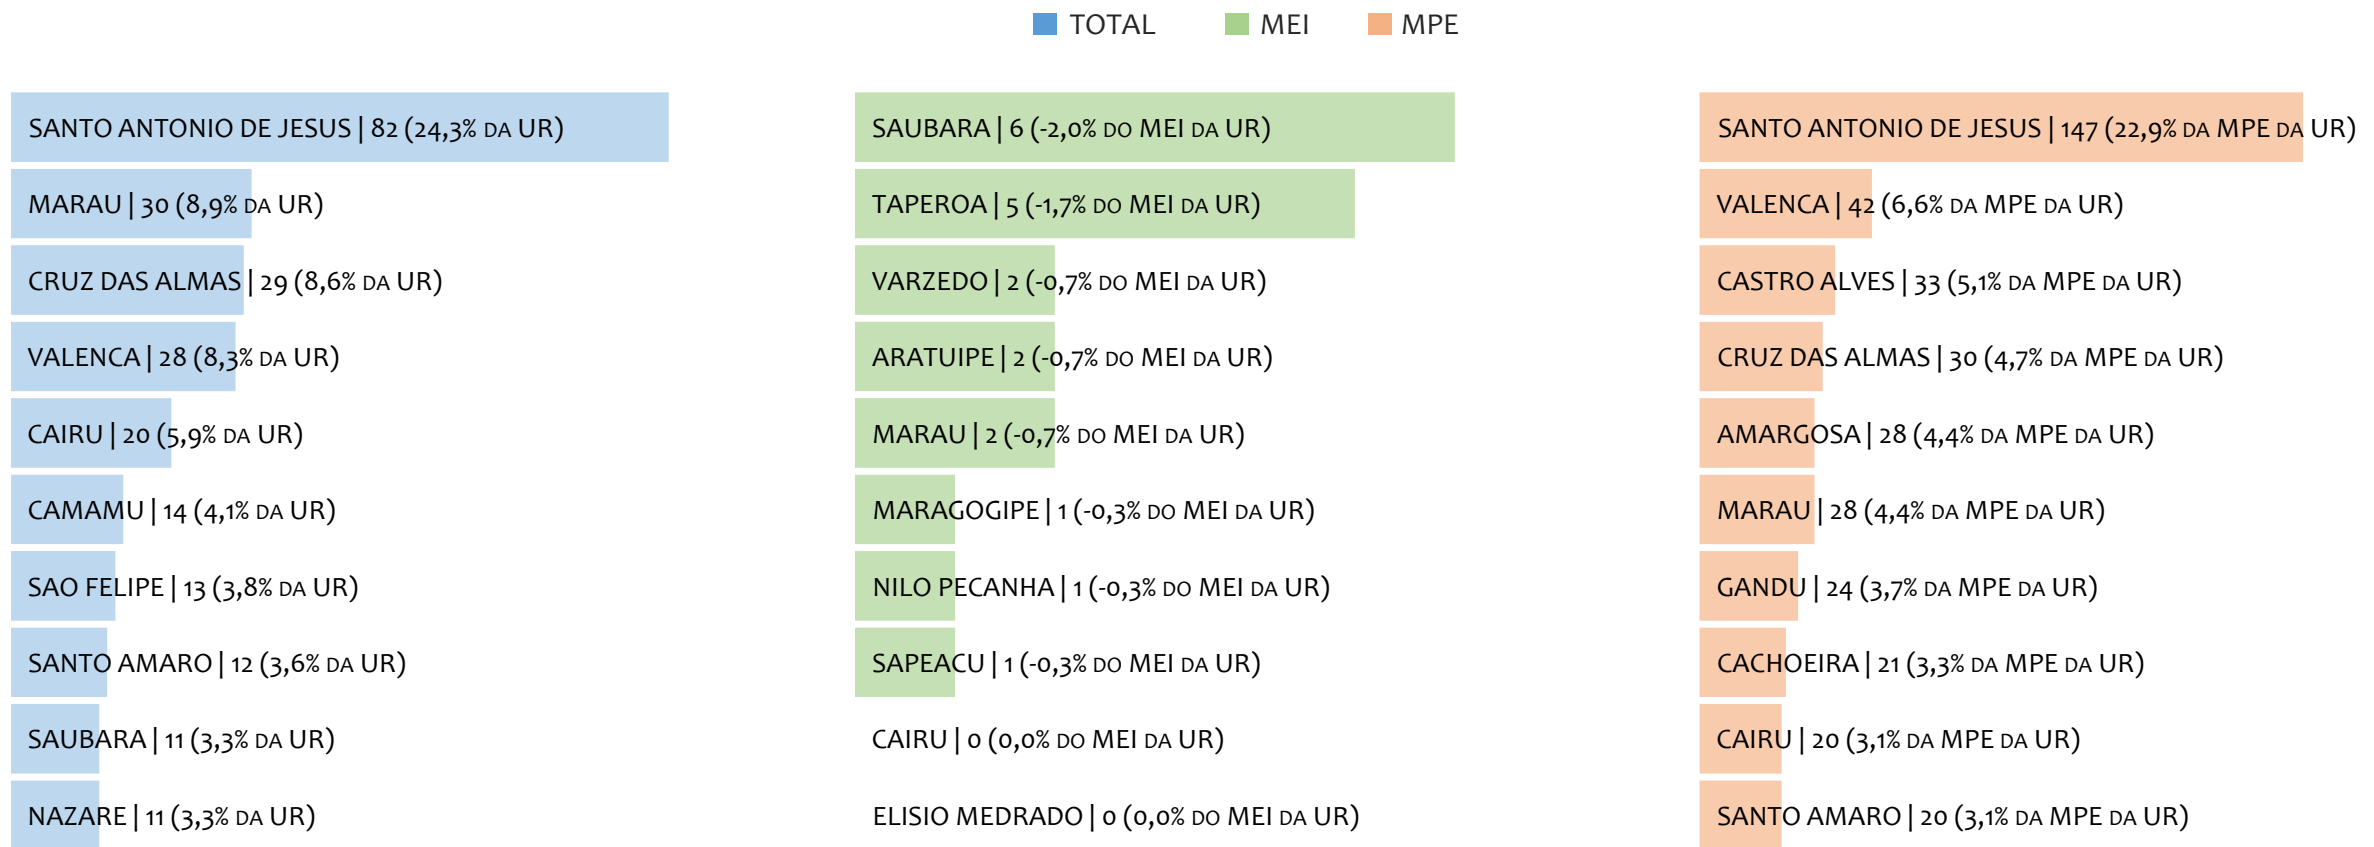 TOTAL MEI MPE
SANTO ANTONIO DE JESUS | 82 (24,3% DA UR)
MARAU | 30 (8,9% DA UR)
CRUZ DAS ALMAS | 29 (8,6% DA UR)
VALENCA | 28 (8,3% DA UR)
CAIRU | 20 (5,9% DA UR)
CAMAMU | 14 (4,1% DA UR)
SAO FELIPE | 13 (3,8% DA UR)
SANTO AMARO | 12 (3,6% DA UR)
SAUBARA | 11 (3,3% DA UR)
NAZARE | 11 (3,3% DA UR)
SAUBARA | 6 (-2,0% DO MEI DA UR)
TAPEROA | 5 (-1,7% DO MEI DA UR)
VARZEDO | 2 (-0,7% DO MEI DA UR)
ARATUIPE | 2 (-0,7% DO MEI DA UR)
MARAU | 2 (-0,7% DO MEI DA UR)
MARAGOGIPE | 1 (-0,3% DO MEI DA UR)
NILO PECANHA | 1 (-0,3% DO MEI DA UR)
SAPEACU | 1 (-0,3% DO MEI DA UR)
CAIRU | 0 (0,0% DO MEI DA UR)
ELISIO MEDRADO | 0 (0,0% DO MEI DA UR)
SANTO ANTONIO DE JESUS | 147 (22,9% DA MPE DA UR)
VALENCA | 42 (6,6% DA MPE DA UR)
CASTRO ALVES | 33 (5,1% DA MPE DA UR)
CRUZ DAS ALMAS | 30 (4,7% DA MPE DA UR)
AMARGOSA | 28 (4,4% DA MPE DA UR)
MARAU | 28 (4,4% DA MPE DA UR)
GANDU | 24 (3,7% DA MPE DA UR)
CACHOEIRA | 21 (3,3% DA MPE DA UR)
CAIRU | 20 (3,1% DA MPE DA UR)
SANTO AMARO | 20 (3,1% DA MPE DA UR)